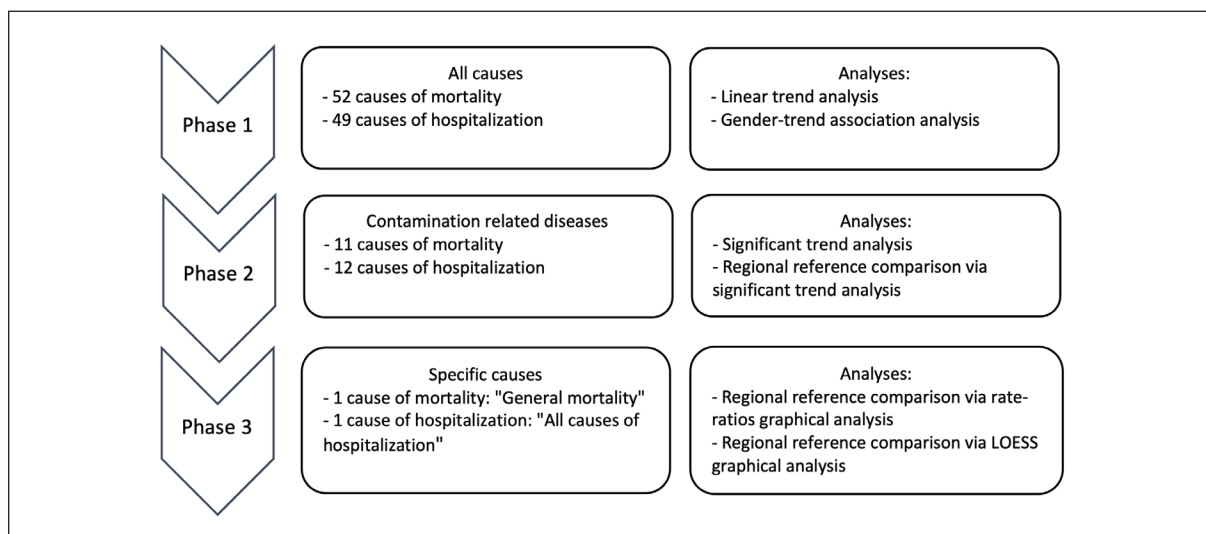 Phase 1
All causes
- 52 causes of mortality
- 49 causes of hospitalization
Analyses:
- Linear trend analysis
- Gender-trend association analysis
Phase 2
Contamination related diseases
- 11 causes of mortality
- 12 causes of hospitalization
Analyses:
- Significant trend analysis
- Regional reference comparison via
significant trend analysis
Phase 3
Specific causes
- 1 cause of mortality: "General mortality"
- 1 cause of hospitalization: "All causes of
hospitalization"
Analyses:
- Regional reference comparison via rate-
ratios graphical analysis
- Regional reference comparison via LOESS
graphical analysis